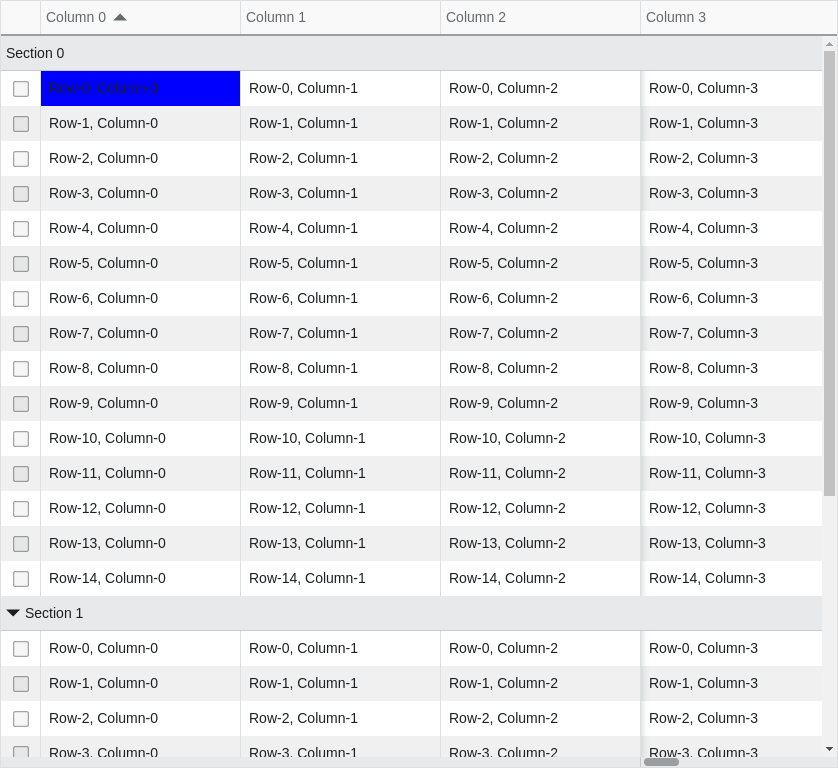 Column 0 Column 1 Column 2 Column 3
Section 0
Row-0, Column-0 Row-0, Column-1 Row-0, Column-2 Row-0, Column-3
Row-1, Column-0 Row-1, Column-1 Row-1, Column-2 Row-1, Column-3
Row-2, Column-0 Row-2, Column-1 Row-2, Column-2 Row-2, Column-3
Row-3, Column-0 Row-3, Column-1 Row-3, Column-2 Row-3, Column-3
Row-4, Column-0 Row-4, Column-1 Row-4, Column-2 Row-4, Column-3
Row-5, Column-0 Row-5, Column-1 Row-5, Column-2 Row-5, Column-3
Row-6, Column-0 Row-6, Column-1 Row-6, Column-2 Row-6, Column-3
Row-7, Column-0 Row-7, Column-1 Row-7, Column-2 Row-7, Column-3
Row-8, Column-0 Row-8, Column-1 Row-8, Column-2 Row-8, Column-3
Row-9, Column-0 Row-9, Column-1 Row-9, Column-2 Row-9, Column-3
Row-10, Column-0 Row-10, Column-1 Row-10, Column-2 Row-10, Column-3
Row-11, Column-0 Row-11, Column-1 Row-11, Column-2 Row-11, Column-3
Row-12, Column-0 Row-12, Column-1 Row-12, Column-2 Row-12, Column-3
Row-13, Column-0 Row-13, Column-1 Row-13, Column-2 Row-13, Column-3
Row-14, Column-0 Row-14, Column-1 Row-14, Column-2 Row-14, Column-3
Section 1
Row-0, Column-0 Row-0, Column-1 Row-0, Column-2 Row-0, Column-3
Row-1, Column-0 Row-1, Column-1 Row-1, Column-2 Row-1, Column-3
Row-2, Column-0 Row-2, Column-1 Row-2, Column-2 Row-2, Column-3
Row-3, Column-0 Row-3, Column-1 Row-3, Column-2 Row-3, Column-3